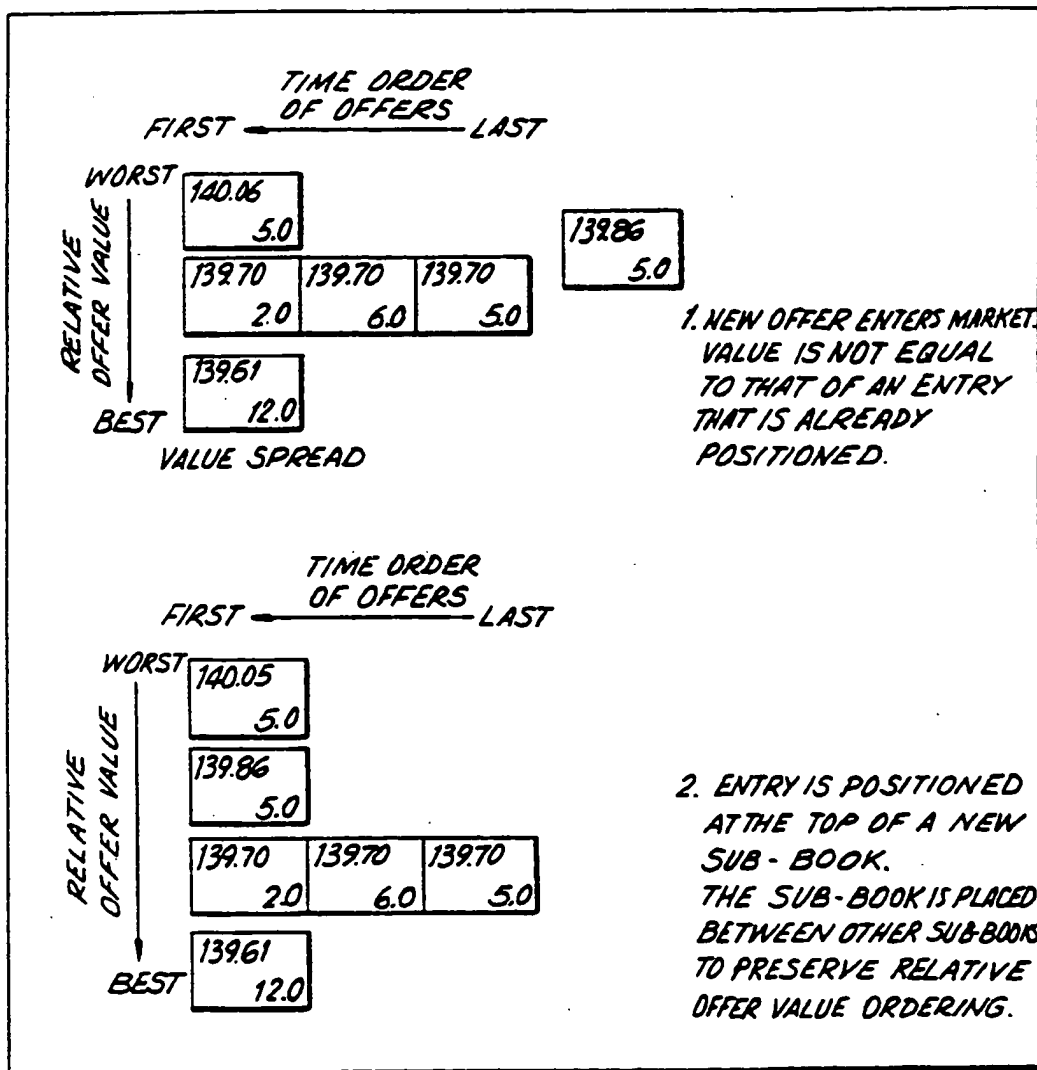 TIME ORDER
OF OFFERS
FIRST LAST
WORST
RELATIVE
OFFER VALUE
BEST
140.06
5.0
139.70 139.70 139.70
2.0 6.0 5.0
139.61
12.0
VALUE SPREAD
139.86
5.0
1. NEW OFFER ENTERS MARKET.
VALUE IS NOT EQUAL
TO THAT OF AN ENTRY
THAT IS ALREADY
POSITIONED.
TIME ORDER
OF OFFERS
FIRST LAST
WORST
RELATIVE
OFFER VALUE
BEST
140.05
5.0
139.86
5.0
139.70 139.70 139.70
2.0 6.0 5.0
139.61
12.0
2. ENTRY IS POSITIONED
AT THE TOP OF A NEW
SUB-BOOK.
THE SUB-BOOK IS PLACED
BETWEEN OTHER SUB-BOOKS
TO PRESERVE RELATIVE
OFFER VALUE ORDERING.